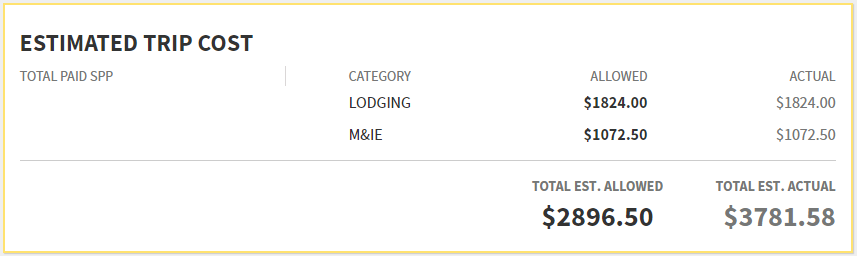 ESTIMATED TRIP COST
TOTAL PAID SPP CATEGORY ALLOWED ACTUAL
LODGING $1824.00 $1824.00
M&IE $1072.50 $1072.50
TOTAL EST. ALLOWED TOTAL EST. ACTUAL
$2896.50 $3781.58